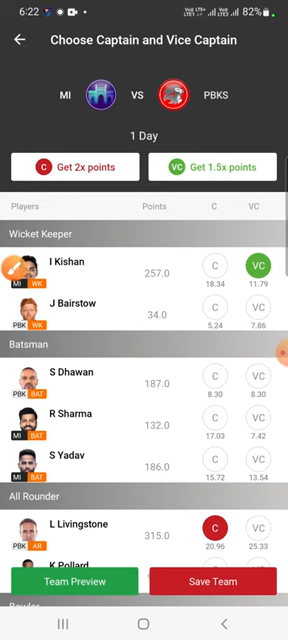 6:22 82%
Choose Captain and Vice Captain
MI VS PBKS
1 Day
C Get 2x points VC Get 1.5x points
Players Points C VC
Wicket Keeper
I Kishan
257.0 C VC
MI WK 18.34 11.79
J Bairstow
34.0 C VC
PBK WK 5.24 7.86
Batsman
S Dhawan
187.0 C VC
PBK BAT 8.30 8.30
R Sharma
132.0 C VC
MI BAT 17.03 7.42
S Yadav
186.0 C VC
MI BAT 15.72 13.54
All Rounder
L Livingstone
315.0 C VC
PBK AR 20.96 25.33
K Pollard
Team Preview Save Team
Bowler